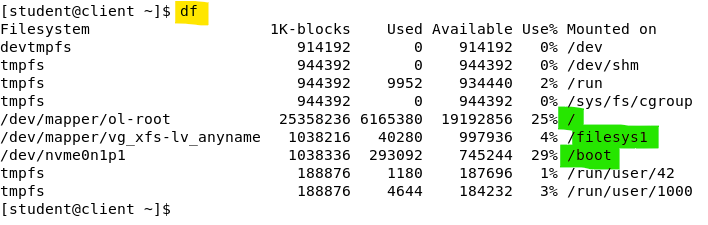 [student@client ~]$ df
Filesystem                     1K-blocks    Used Available Use% Mounted on
devtmpfs                          914192       0    914192   0% /dev
tmpfs                             944392       0    944392   0% /dev/shm
tmpfs                             944392    9952    934440   2% /run
tmpfs                             944392       0    944392   0% /sys/fs/cgroup
/dev/mapper/ol-root             25358236 6165380  19192856  25% /
/dev/mapper/vg_xfs-lv_anyname    1038216   40280    997936   4% /filesys1
/dev/nvme0n1p1                   1038336  293092    745244  29% /boot
tmpfs                             188876    1180    187696   1% /run/user/42
tmpfs                             188876    4644    184232   3% /run/user/1000
[student@client ~]$